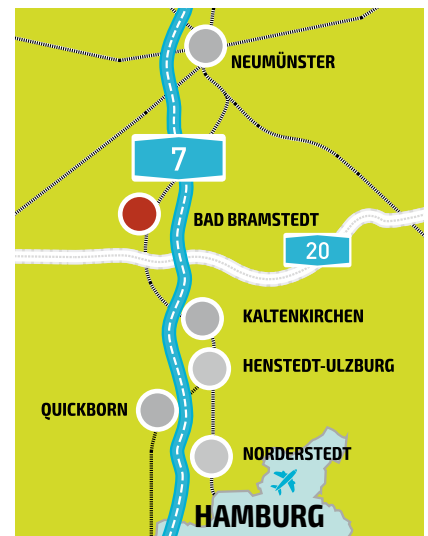 NEUMÜNSTER
7
BAD BRAMSTEDT
20
KALTENKIRCHEN
HENSTEDT-ULZBURG
QUICKBORN
NORDERSTEDT
HAMBURG